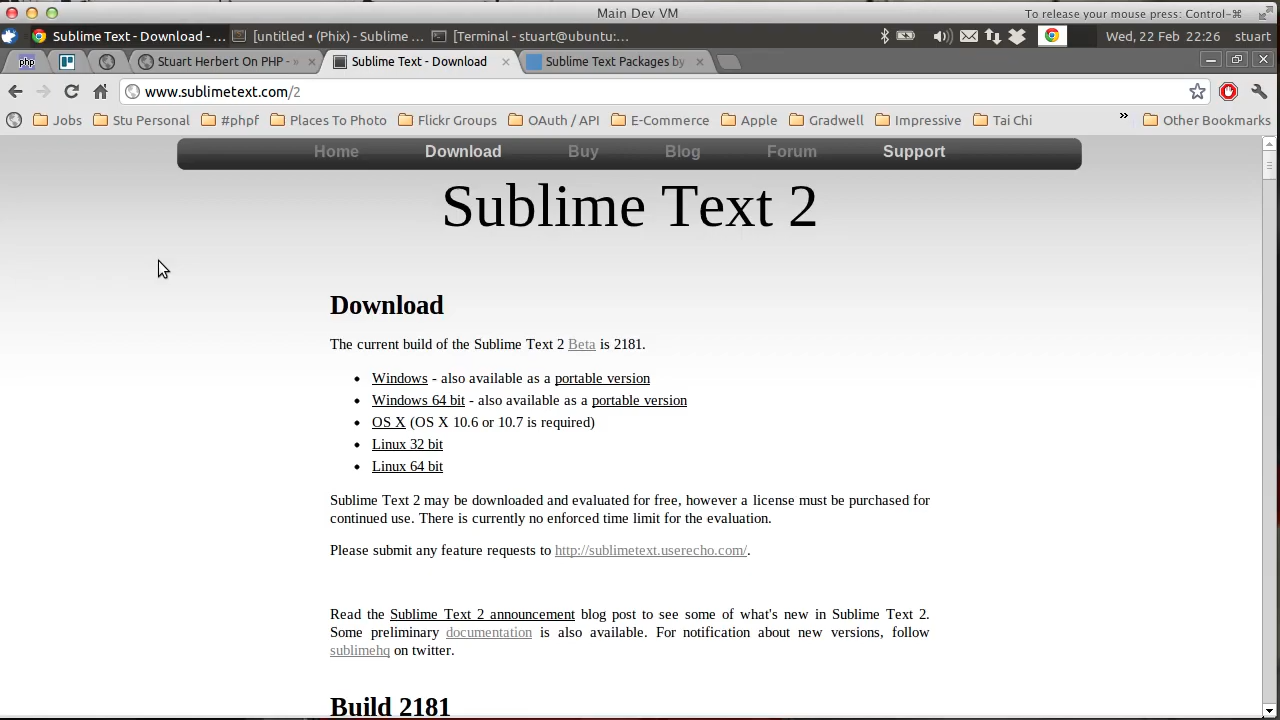 Main Dev VM
To release your mouse press: Control-⌘
Sublime Text - Download - ...
[untitled • (Phix) - Sublime ...
[Terminal - stuart@ubuntu:...
Wed, 22 Feb 22:26
stuart
php
Stuart Herbert On PHP - »
Sublime Text - Download
Sublime Text Packages by
www.sublimetext.com/2
Jobs
Stu Personal
#phpf
Places To Photo
Flickr Groups
OAuth / API
E-Commerce
Apple
Gradwell
Impressive
Tai Chi
»
Other Bookmarks
Home Download Buy Blog Forum Support
Sublime Text 2
Download
The current build of the Sublime Text 2 Beta is 2181.
• Windows - also available as a portable version
• Windows 64 bit - also available as a portable version
• OS X (OS X 10.6 or 10.7 is required)
• Linux 32 bit
• Linux 64 bit
Sublime Text 2 may be downloaded and evaluated for free, however a license must be purchased for
continued use. There is currently no enforced time limit for the evaluation.
Please submit any feature requests to http://sublimetext.userecho.com/.
Read the Sublime Text 2 announcement blog post to see some of what's new in Sublime Text 2.
Some preliminary documentation is also available. For notification about new versions, follow
sublimehq on twitter.
Build 2181